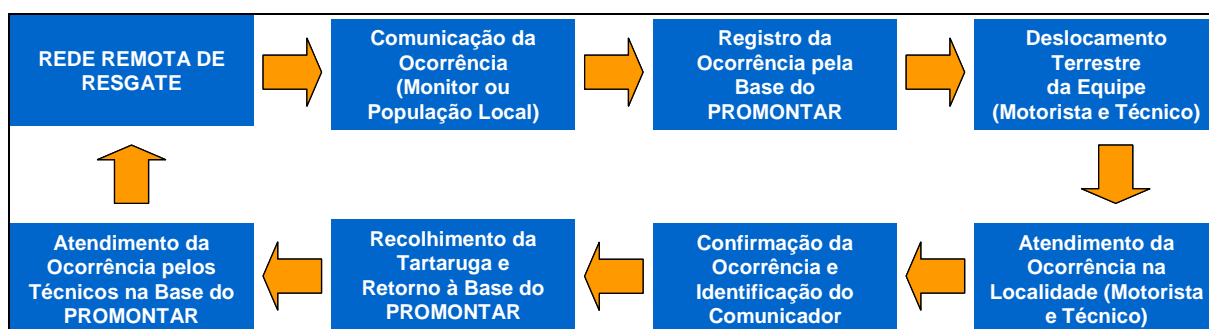 REDE REMOTA DE
RESGATE
Comunicação da
Ocorrência
(Monitor ou
População Local)
Registro da
Ocorrência pela
Base do
PROMONTAR
Deslocamento
Terrestre
da Equipe
(Motorista e Técnico)
Atendimento da
Ocorrência na
Localidade (Motorista
e Técnico)
Confirmação da
Ocorrência e
Identificação do
Comunicador
Recolhimento da
Tartaruga e
Retorno à Base do
PROMONTAR
Atendimento da
Ocorrência pelos
Técnicos na Base do
PROMONTAR